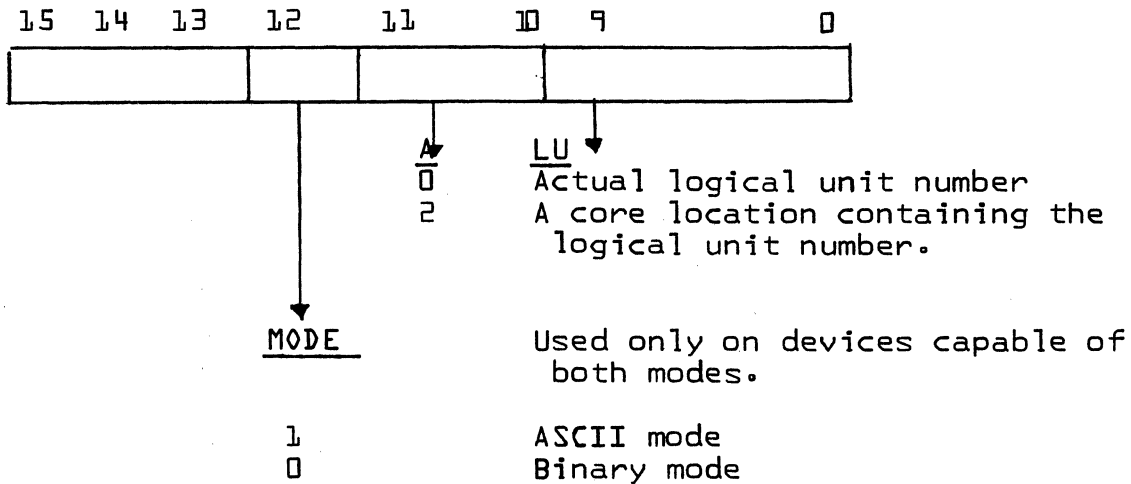 15 14 13 12 11 10 9 0
A LU
0 Actual logical unit number
2 A core location containing the
logical unit number.
MODE Used only on devices capable of
both modes.
1 ASCII mode
0 Binary mode